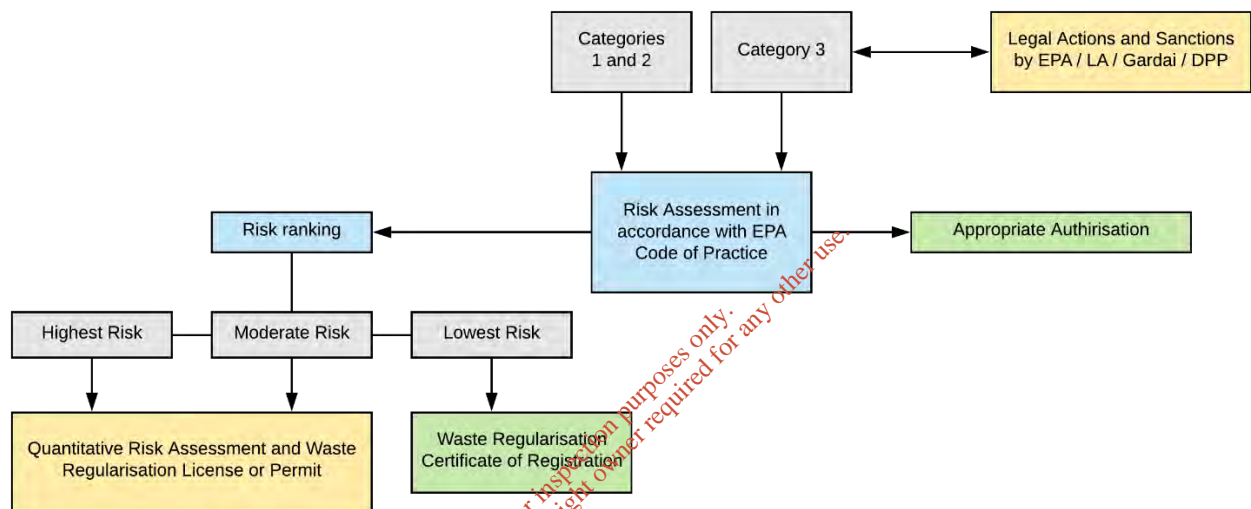 Categories
1 and 2
Category 3
Legal Actions and Sanctions
by EPA / LA / Gardai / DPP
Risk Assessment in
accordance with EPA
Code of Practice
Risk ranking
Appropriate Authirisation
Highest Risk
Moderate Risk
Lowest Risk
Quantitative Risk Assessment and Waste
Regularisation License or Permit
Waste Regularisation
Certificate of Registration
inspection purposes only.
owner required for any other use.